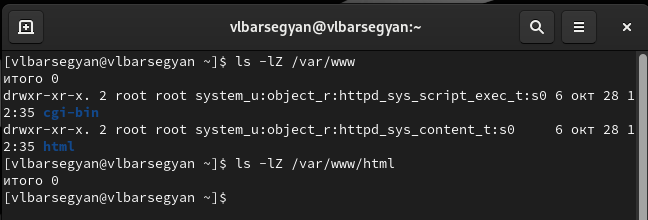 vlbarsegyan@vlbarsegyan:~
[vlbarsegyan@vlbarsegyan ~]$ ls -lZ /var/www
итого 0
drwxr-xr-x. 2 root root system_u:object_r:httpd_sys_script_exec_t:s0 6 окт 28 1
2:35 cgi-bin
drwxr-xr-x. 2 root root system_u:object_r:httpd_sys_content_t:s0     6 окт 28 1
2:35 html
[vlbarsegyan@vlbarsegyan ~]$ ls -lZ /var/www/html
итого 0
[vlbarsegyan@vlbarsegyan ~]$